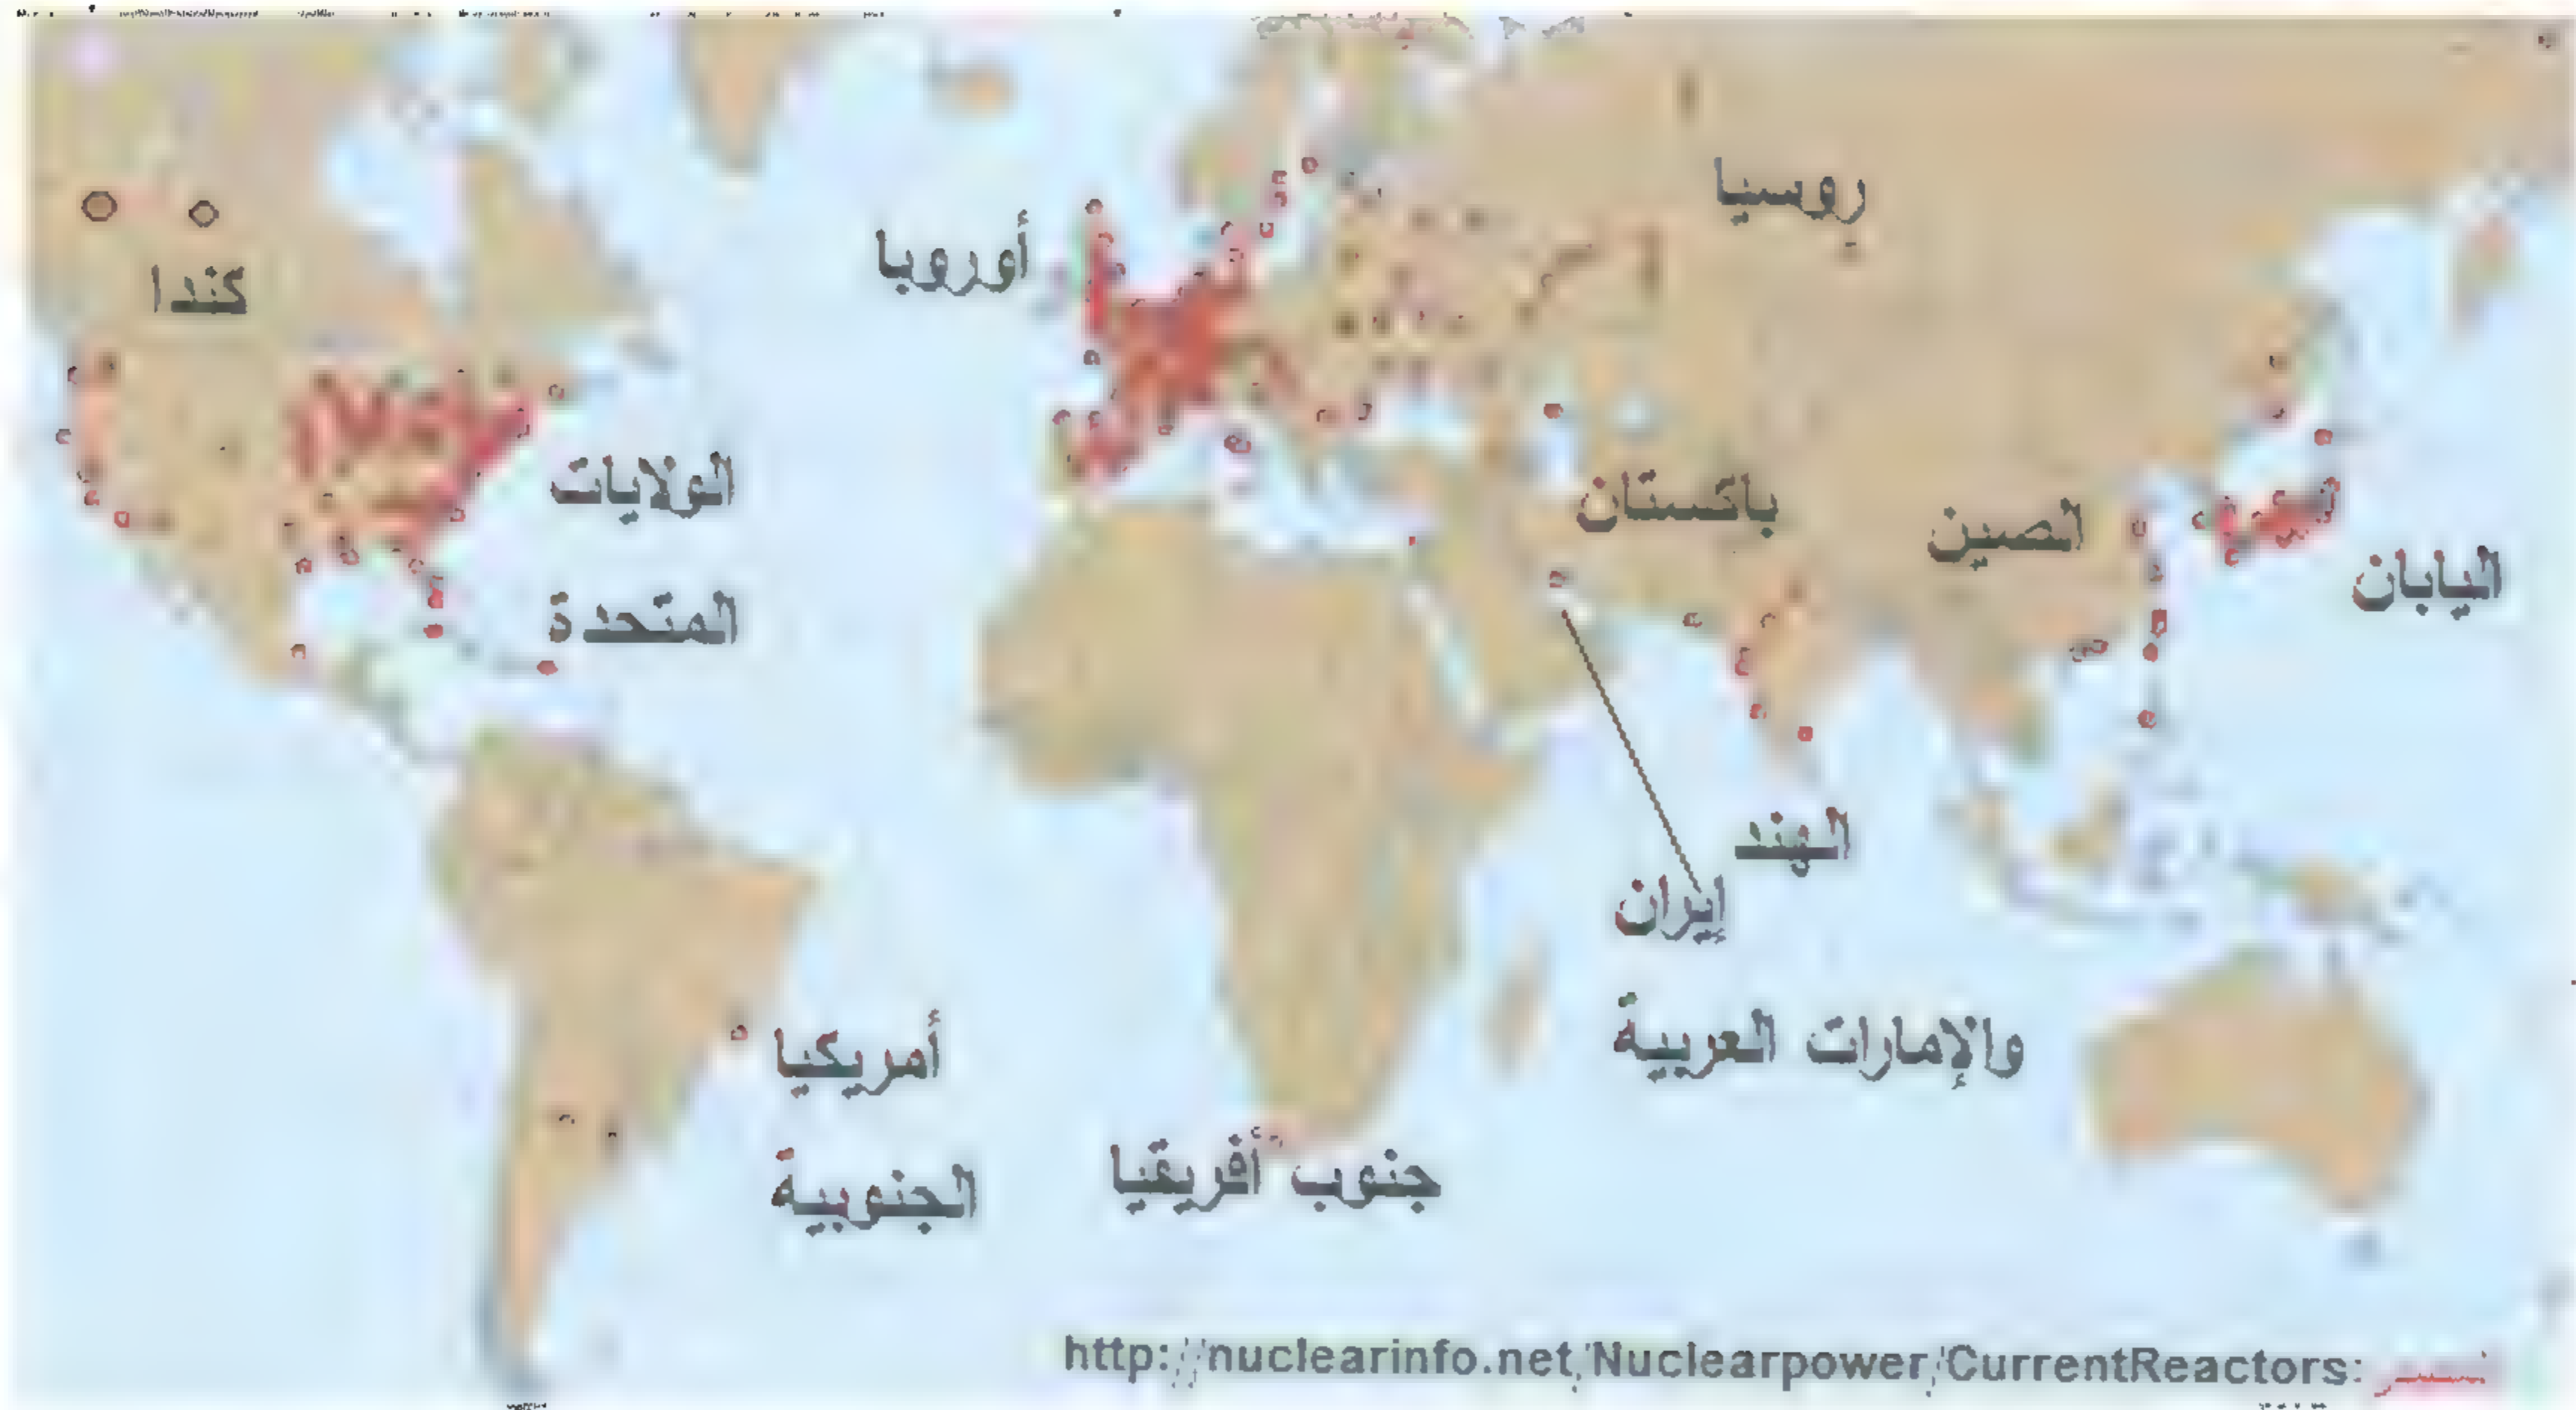 روسيا
أوروبا
كندا
الولايات
المتحدة
باكستان
الصين
اليابان
الهند
إيران
والإمارات العربية
أمريكيا
الجنوبية
جنوب أفريقيا
http://nuclearinfo.net/Nuclearpower/CurrentReactors: